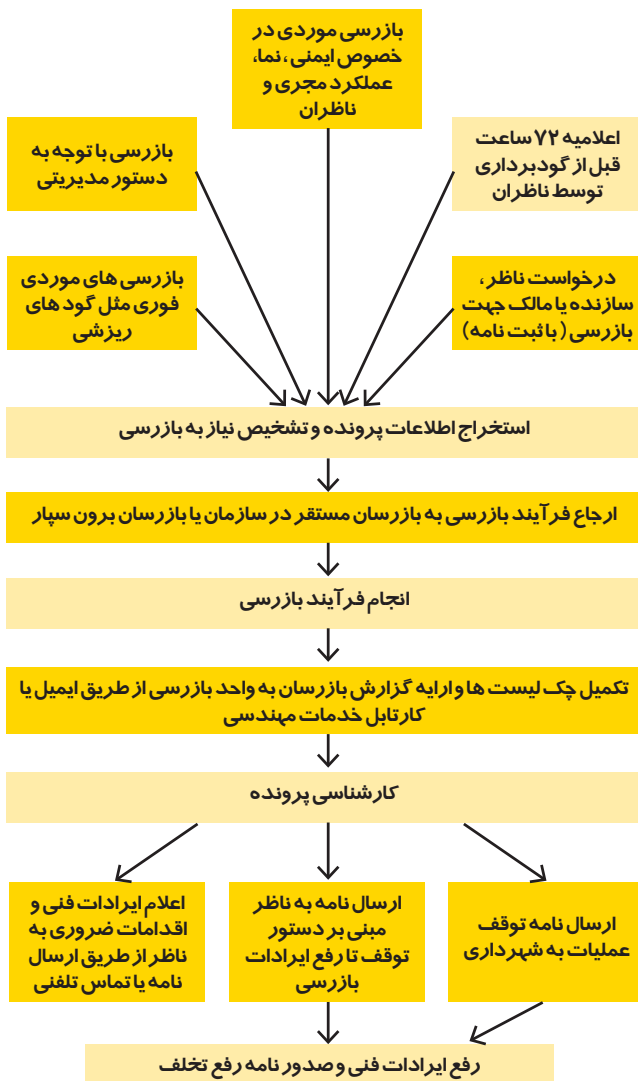 بازرسی موردی در
خصوص ایمنی، نما،
عملکرد مجری و
ناظران
اعلامیه ۷۲ ساعت
قبل از گودبرداری
توسط ناظران
بازرسی با توجه به
دستور مدیریتی
درخواست ناظر،
سازنده یا مالک جهت
بازرسی (با ثبت نامه)
بازرسی های موردی
فوری مثل گود های
ریزشی
استخراج اطلاعات پرونده و تشخیص نیاز به بازرسی
ارجاع فرآیند بازرسی به بازرسان مستقر در سازمان یا بازرسان برون سپار
انجام فرآیند بازرسی
تکمیل چک لیست ها و ارایه گزارش بازرسان به واحد بازرسی از طریق ایمیل یا
کارتابل خدمات مهندسی
کارشناسی پرونده
ارسال نامه توقف
عملیات به شهرداری
ارسال نامه به ناظر
مبنی بر دستور
توقف تا رفع ایرادات
بازرسی
اعلام ایرادات فنی و
اقدامات ضروری به
ناظر از طریق ارسال
نامه یا تماس تلفنی
رفع ایرادات فنی و صدور نامه رفع تخلف